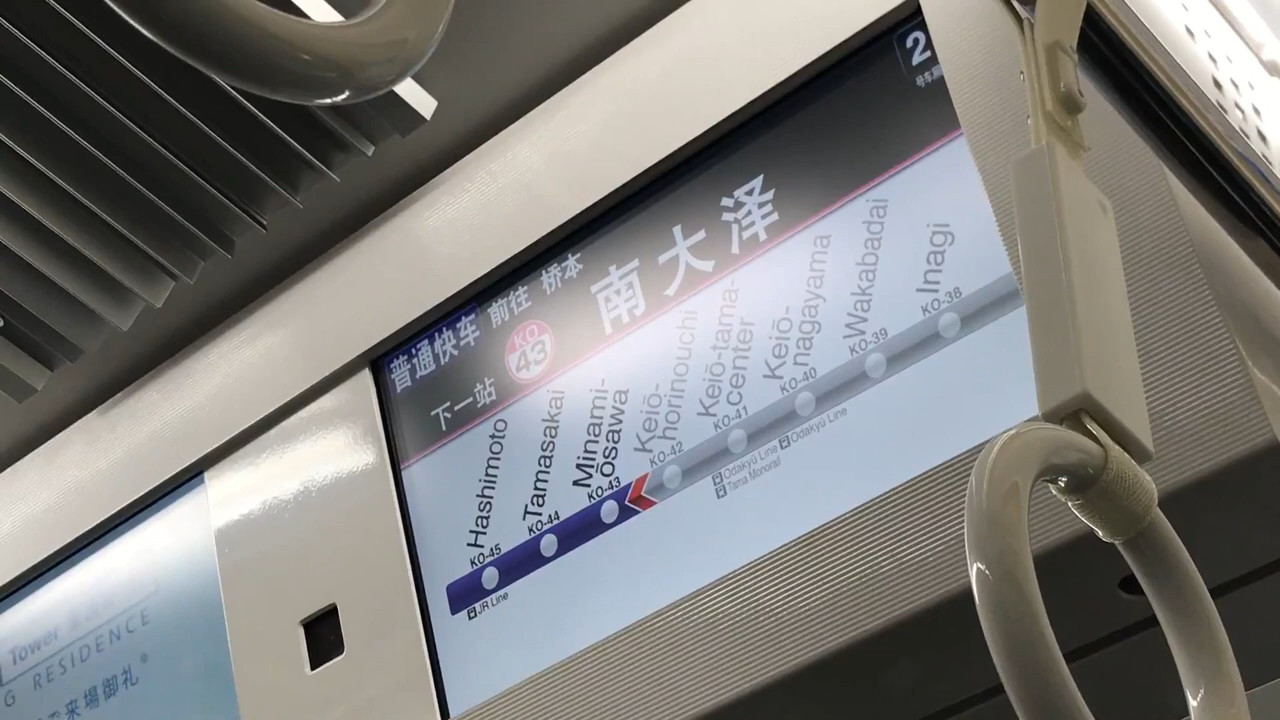 普通快车 前往 桥本
2
号车厢
下一站 KO 43 南大泽
Hashimoto
Tamasakai
Minami-
ōsawa
Keiō-
horinouchi
Keiō-tama-
center
Keiō-
nagayama
Wakabadai
Inagi
KO-45
KO-44
KO-43
KO-42
KO-41
KO-40
KO-39
KO-38
JR Line
Odakyū Line
Tama Monorail
Odakyū Line
Tower
G RESIDENCE
来場御礼